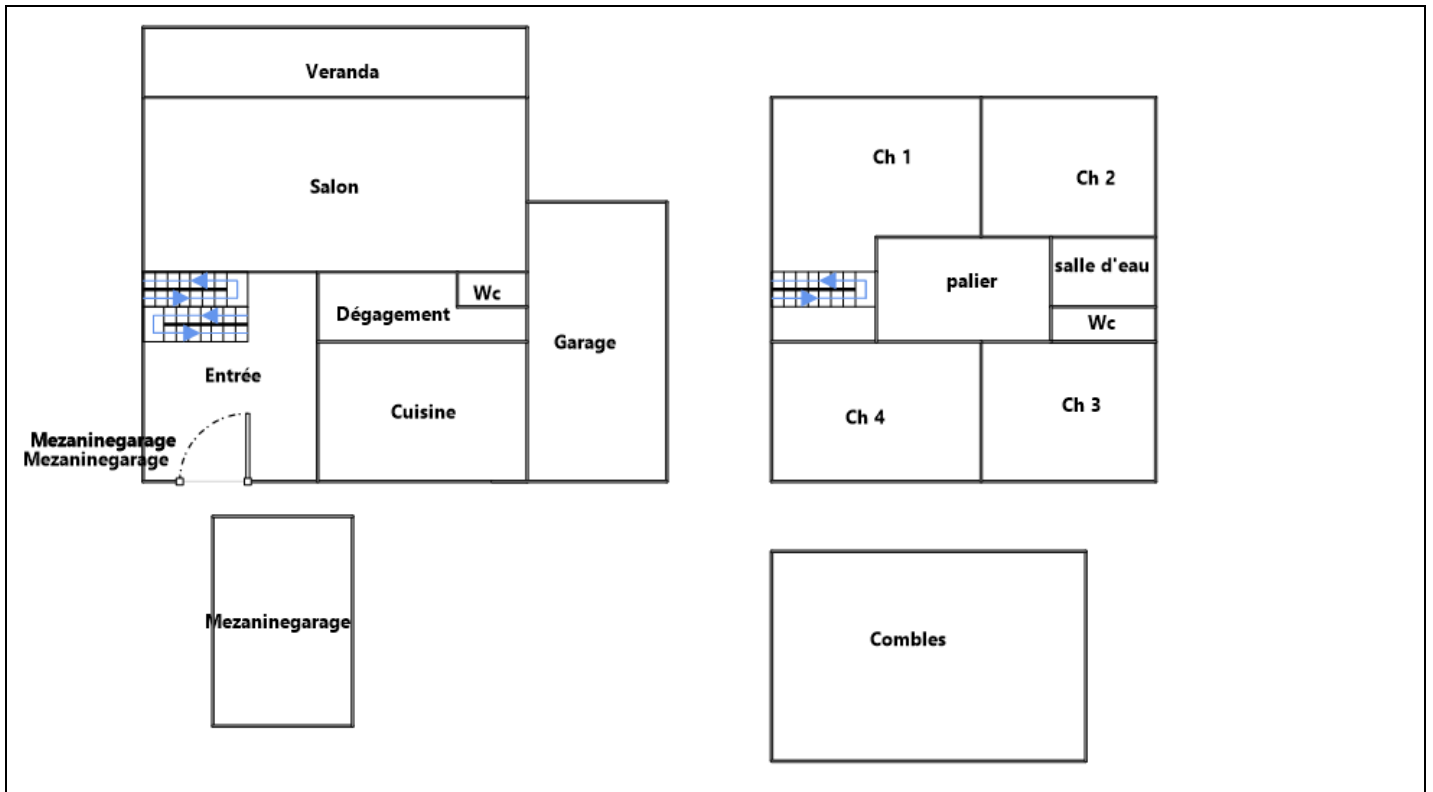 Veranda
Salon
Wc
Dégagement
Garage
Entrée
Cuisine
Mezaninegarage
Mezaninegarage
Mezaninegarage
Ch 1
Ch 2
salle d'eau
palier
Wc
Ch 3
Ch 4
Combles